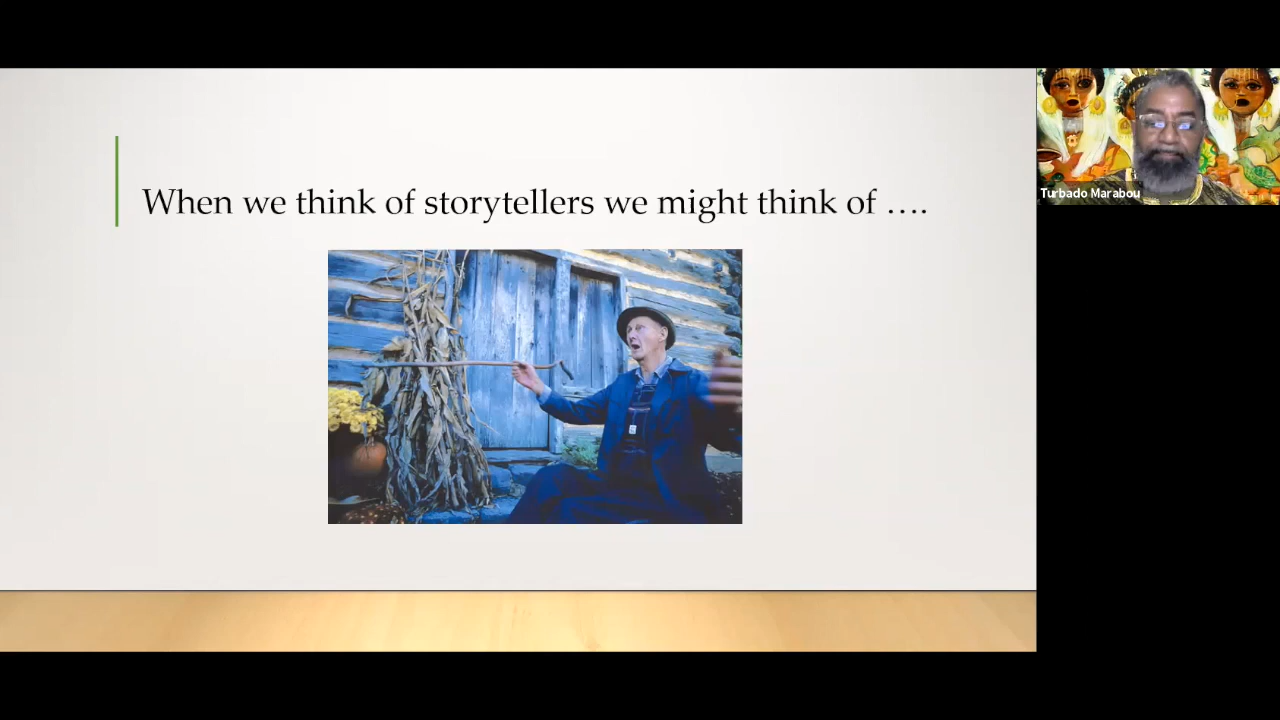 When we think of storytellers we might think of ….
Turbado Marabou